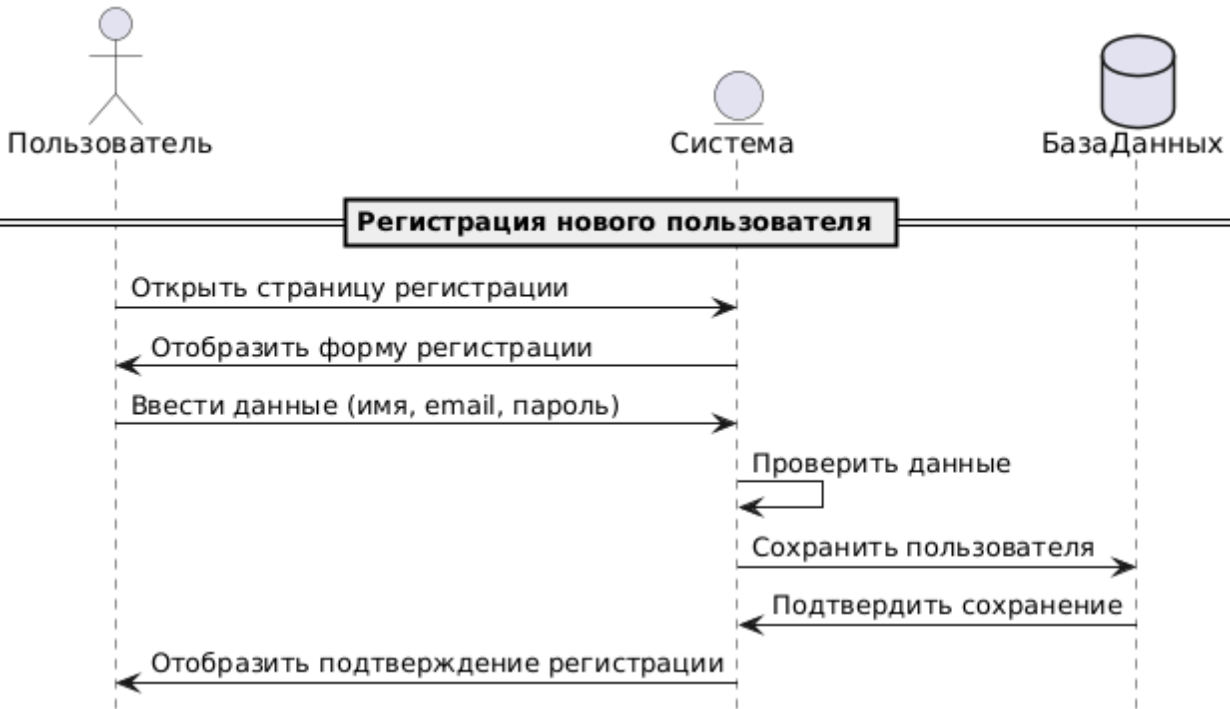 Пользователь
Система
БазаДанных
Регистрация нового пользователя
Открыть страницу регистрации
Отобразить форму регистрации
Ввести данные (имя, email, пароль)
Проверить данные
Сохранить пользователя
Подтвердить сохранение
Отобразить подтверждение регистрации